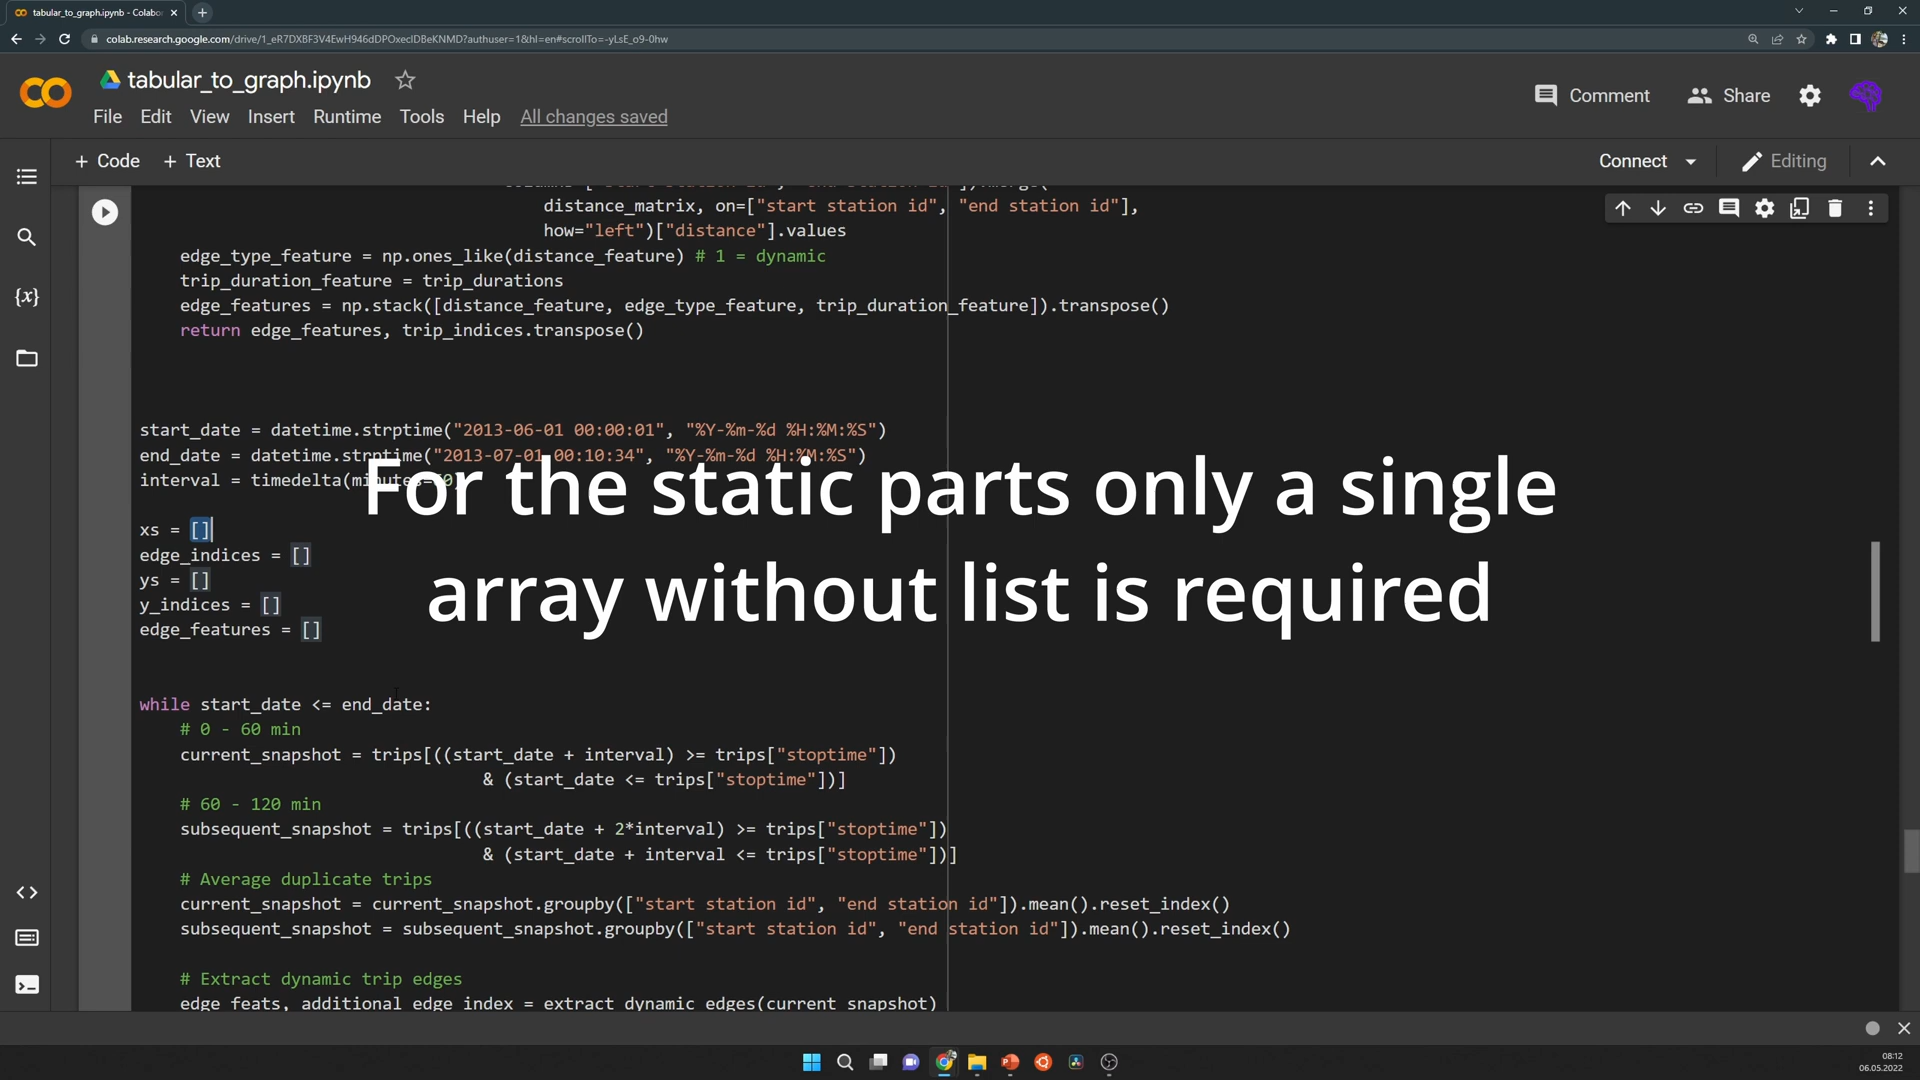 tabular_to_graph.ipynb - Colabo
colab.research.google.com/drive/1_eR7DXBF3V4EwH946dDPOxeclDBeKNMD?authuser=1&hl=en#scrollTo=-yLsE_o9-0hw
tabular_to_graph.ipynb
Comment
Share
File Edit View Insert Runtime Tools Help All changes saved
+ Code + Text
Connect
Editing
distance_matrix, on=["start station id", "end station id"],
how="left")["distance"].values
edge_type_feature = np.ones_like(distance_feature) # 1 = dynamic
trip_duration_feature = trip_durations
edge_features = np.stack([distance_feature, edge_type_feature, trip_duration_feature]).transpose()
return edge_features, trip_indices.transpose()
start_date = datetime.strptime("2013-06-01 00:00:01", "%Y-%m-%d %H:%M:%S")
end_date = datetime.strptime("2013-07-01 00:10:34", "%Y-%m-%d %H:%M:%S")
interval = timedelta(minutes=60)
For the static parts only a single
array without list is required
xs = []
edge_indices = []
ys = []
y_indices = []
edge_features = []
while start_date <= end_date:
# 0 - 60 min
current_snapshot = trips[((start_date + interval) >= trips["stoptime"])
& (start_date <= trips["stoptime"])]
# 60 - 120 min
subsequent_snapshot = trips[((start_date + 2*interval) >= trips["stoptime"])
& (start_date + interval <= trips["stoptime"])]
# Average duplicate trips
current_snapshot = current_snapshot.groupby(["start station id", "end station id"]).mean().reset_index()
subsequent_snapshot = subsequent_snapshot.groupby(["start station id", "end station id"]).mean().reset_index()
# Extract dynamic trip edges
edge_feats, additional_edge_index = extract_dynamic_edges(current_snapshot)
08:12
06.05.2022